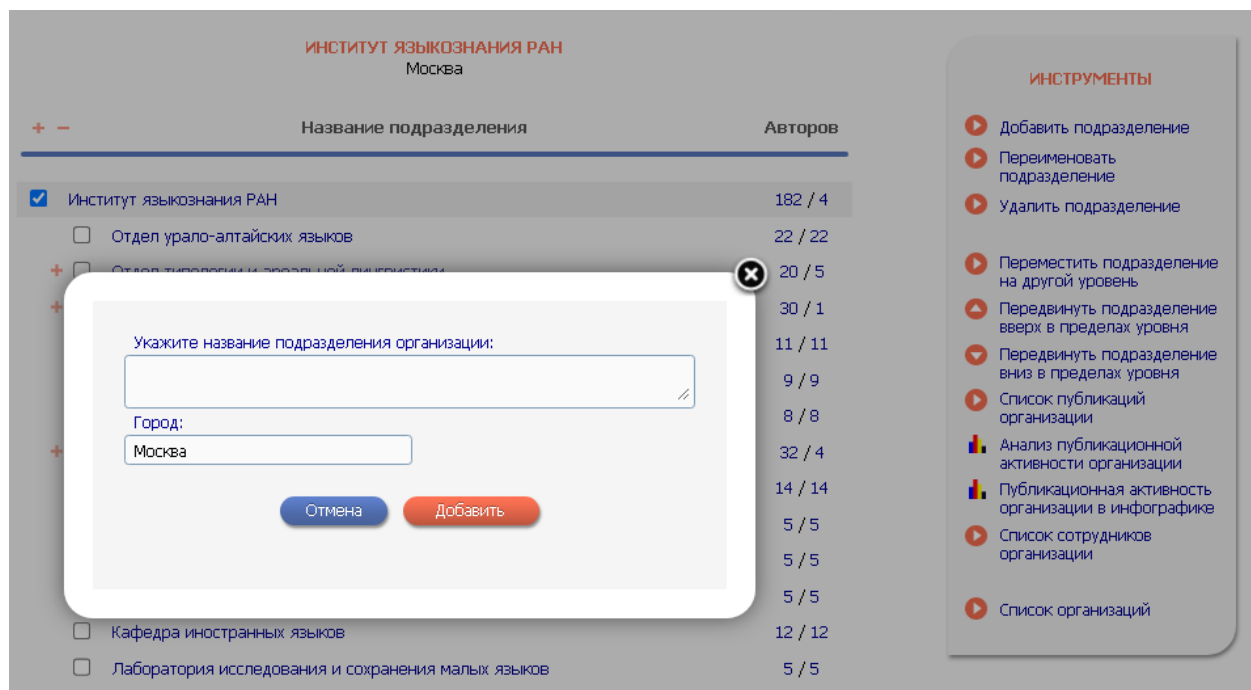 ИНСТИТУТ ЯЗЫКОЗНАНИЯ РАН
Москва
Название подразделения
Авторов
Институт языкознания РАН
182 / 4
Отдел урало-алтайских языков
22 / 22
Отдел типологии и ареальной лингвистики
20 / 5
30 / 1
11 / 11
9 / 9
8 / 8
32 / 4
14 / 14
5 / 5
5 / 5
5 / 5
Кафедра иностранных языков
12 / 12
Лаборатория исследования и сохранения малых языков
5 / 5
Укажите название подразделения организации:
Город:
Москва
Отмена
Добавить
ИНСТРУМЕНТЫ
Добавить подразделение
Переименовать
подразделение
Удалить подразделение
Переместить подразделение
на другой уровень
Передвинуть подразделение
вверх в пределах уровня
Передвинуть подразделение
вниз в пределах уровня
Список публикаций
организации
Анализ публикационной
активности организации
Публикационная активность
организации в инфографике
Список сотрудников
организации
Список организаций